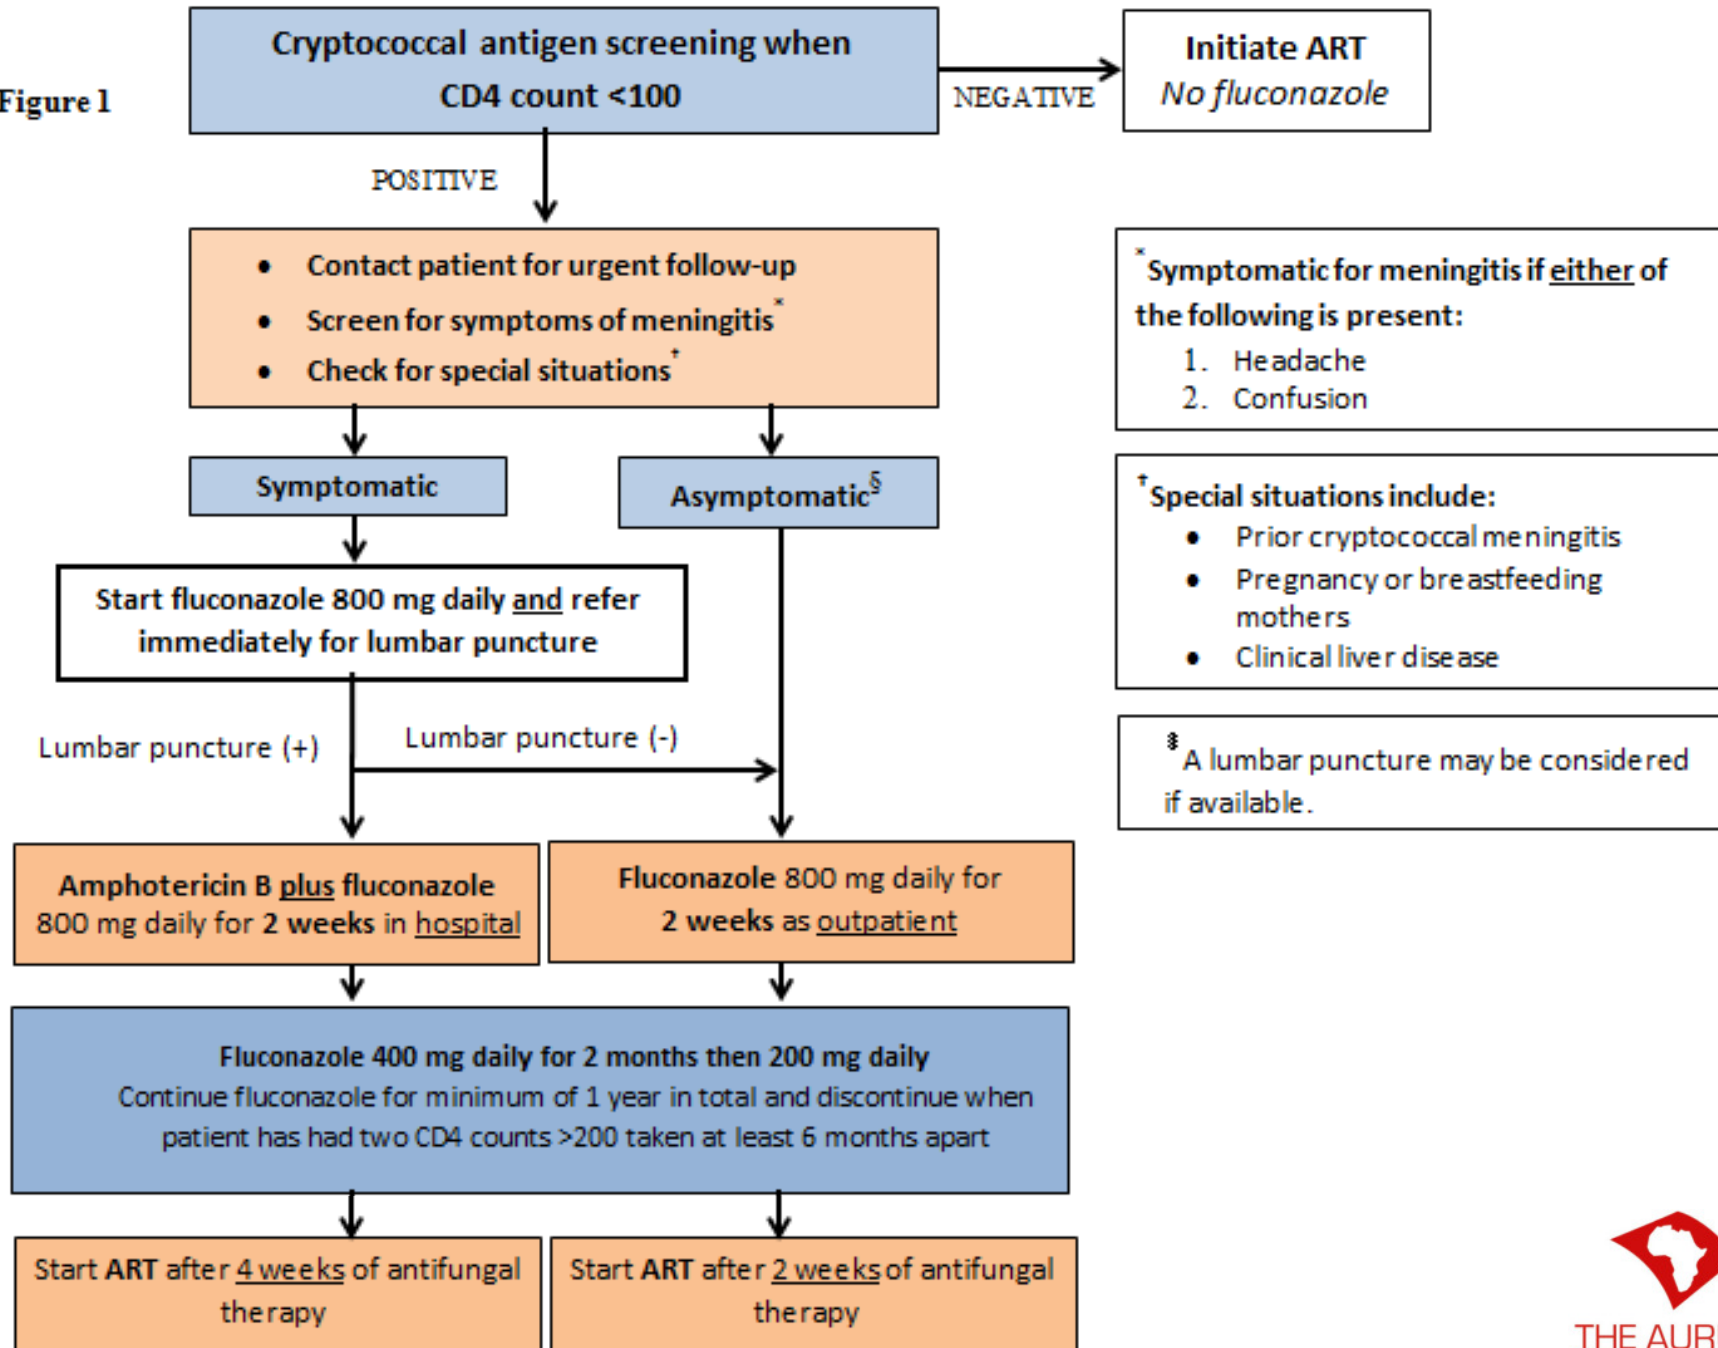 Figure 1
Cryptococcal antigen screening when
CD4 count <100
NEGATIVE
Initiate ART
No fluconazole
POSITIVE
• Contact patient for urgent follow-up
• Screen for symptoms of meningitis*
• Check for special situations†
*Symptomatic for meningitis if either of
the following is present:
1. Headache
2. Confusion
Symptomatic
Asymptomatic§
†Special situations include:
• Prior cryptococcal meningitis
• Pregnancy or breastfeeding
mothers
• Clinical liver disease
Start fluconazole 800 mg daily and refer
immediately for lumbar puncture
Lumbar puncture (+)
Lumbar puncture (-)
§A lumbar puncture may be considered
if available.
Amphotericin B plus fluconazole
800 mg daily for 2 weeks in hospital
Fluconazole 800 mg daily for
2 weeks as outpatient
Fluconazole 400 mg daily for 2 months then 200 mg daily
Continue fluconazole for minimum of 1 year in total and discontinue when
patient has had two CD4 counts >200 taken at least 6 months apart
Start ART after 4 weeks of antifungal
therapy
Start ART after 2 weeks of antifungal
therapy
THE